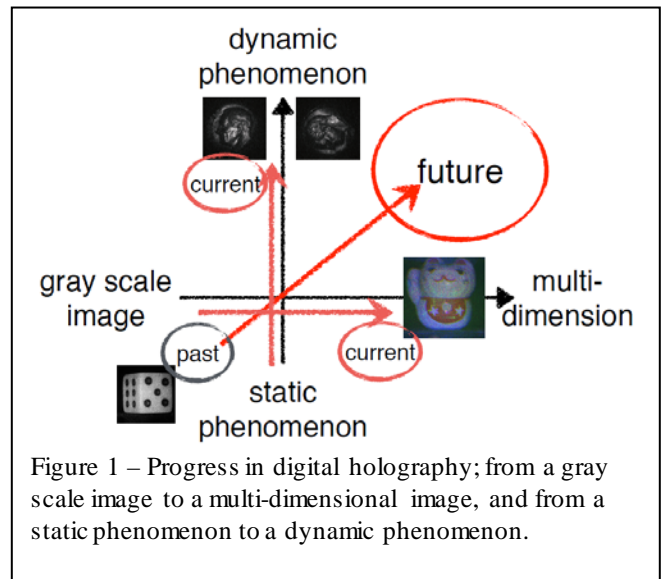 dynamic
phenomenon
current
future
gray scale
image
multi-
dimension
past
current
static
phenomenon
Figure 1 – Progress in digital holography; from a gray
scale image to a multi-dimensional image, and from a
static phenomenon to a dynamic phenomenon.